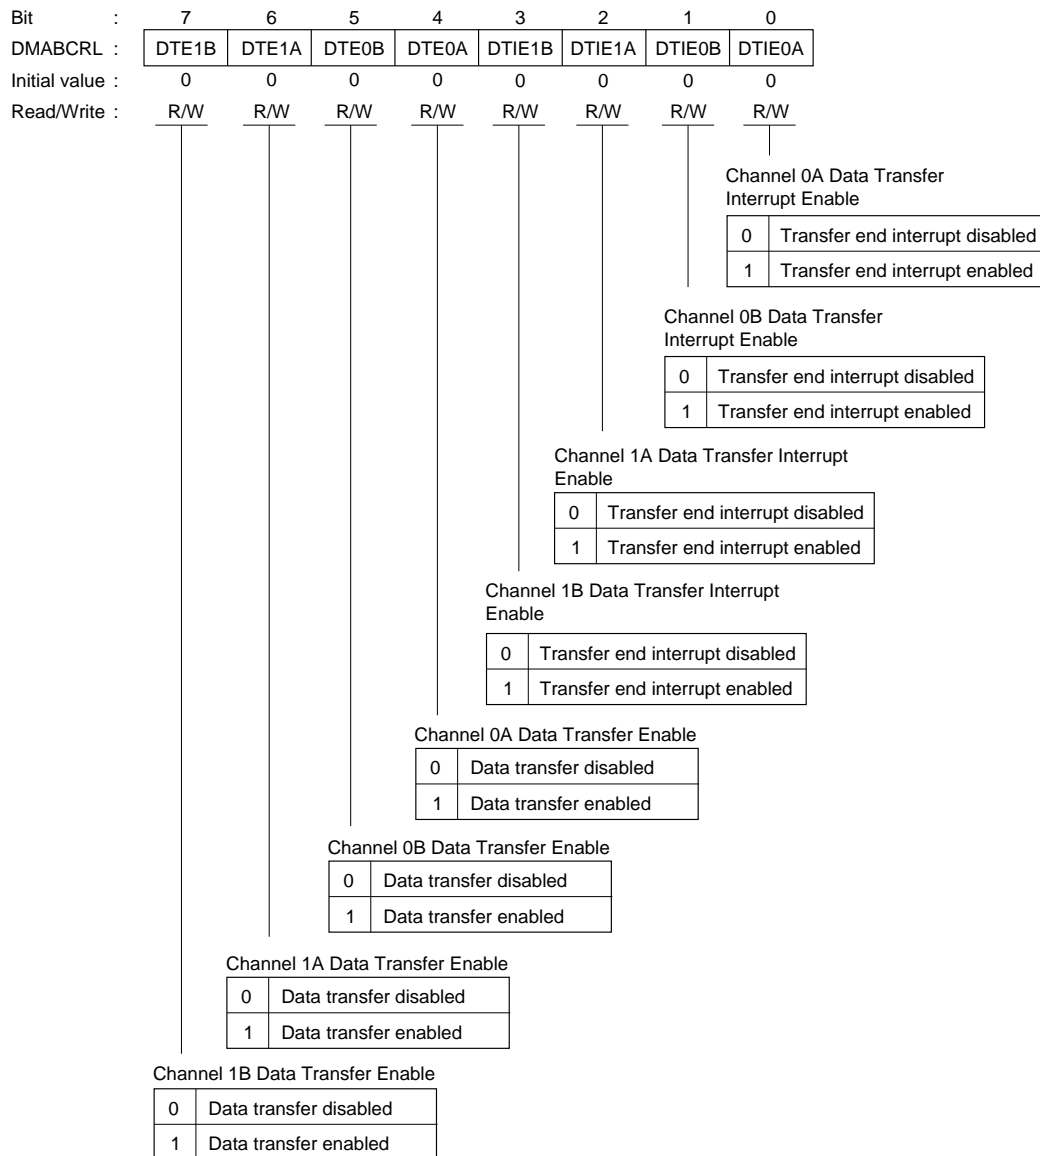 Bit : 7 6 5 4 3 2 1 0
DMABCRL : DTE1B DTE1A DTE0B DTE0A DTIE1B DTIE1A DTIE0B DTIE0A
Initial value : 0 0 0 0 0 0 0 0
Read/Write : R/W R/W R/W R/W R/W R/W R/W R/W
Channel 0A Data Transfer
Interrupt Enable
0 Transfer end interrupt disabled
1 Transfer end interrupt enabled
Channel 0B Data Transfer
Interrupt Enable
0 Transfer end interrupt disabled
1 Transfer end interrupt enabled
Channel 1A Data Transfer Interrupt
Enable
0 Transfer end interrupt disabled
1 Transfer end interrupt enabled
Channel 1B Data Transfer Interrupt
Enable
0 Transfer end interrupt disabled
1 Transfer end interrupt enabled
Channel 0A Data Transfer Enable
0 Data transfer disabled
1 Data transfer enabled
Channel 0B Data Transfer Enable
0 Data transfer disabled
1 Data transfer enabled
Channel 1A Data Transfer Enable
0 Data transfer disabled
1 Data transfer enabled
Channel 1B Data Transfer Enable
0 Data transfer disabled
1 Data transfer enabled